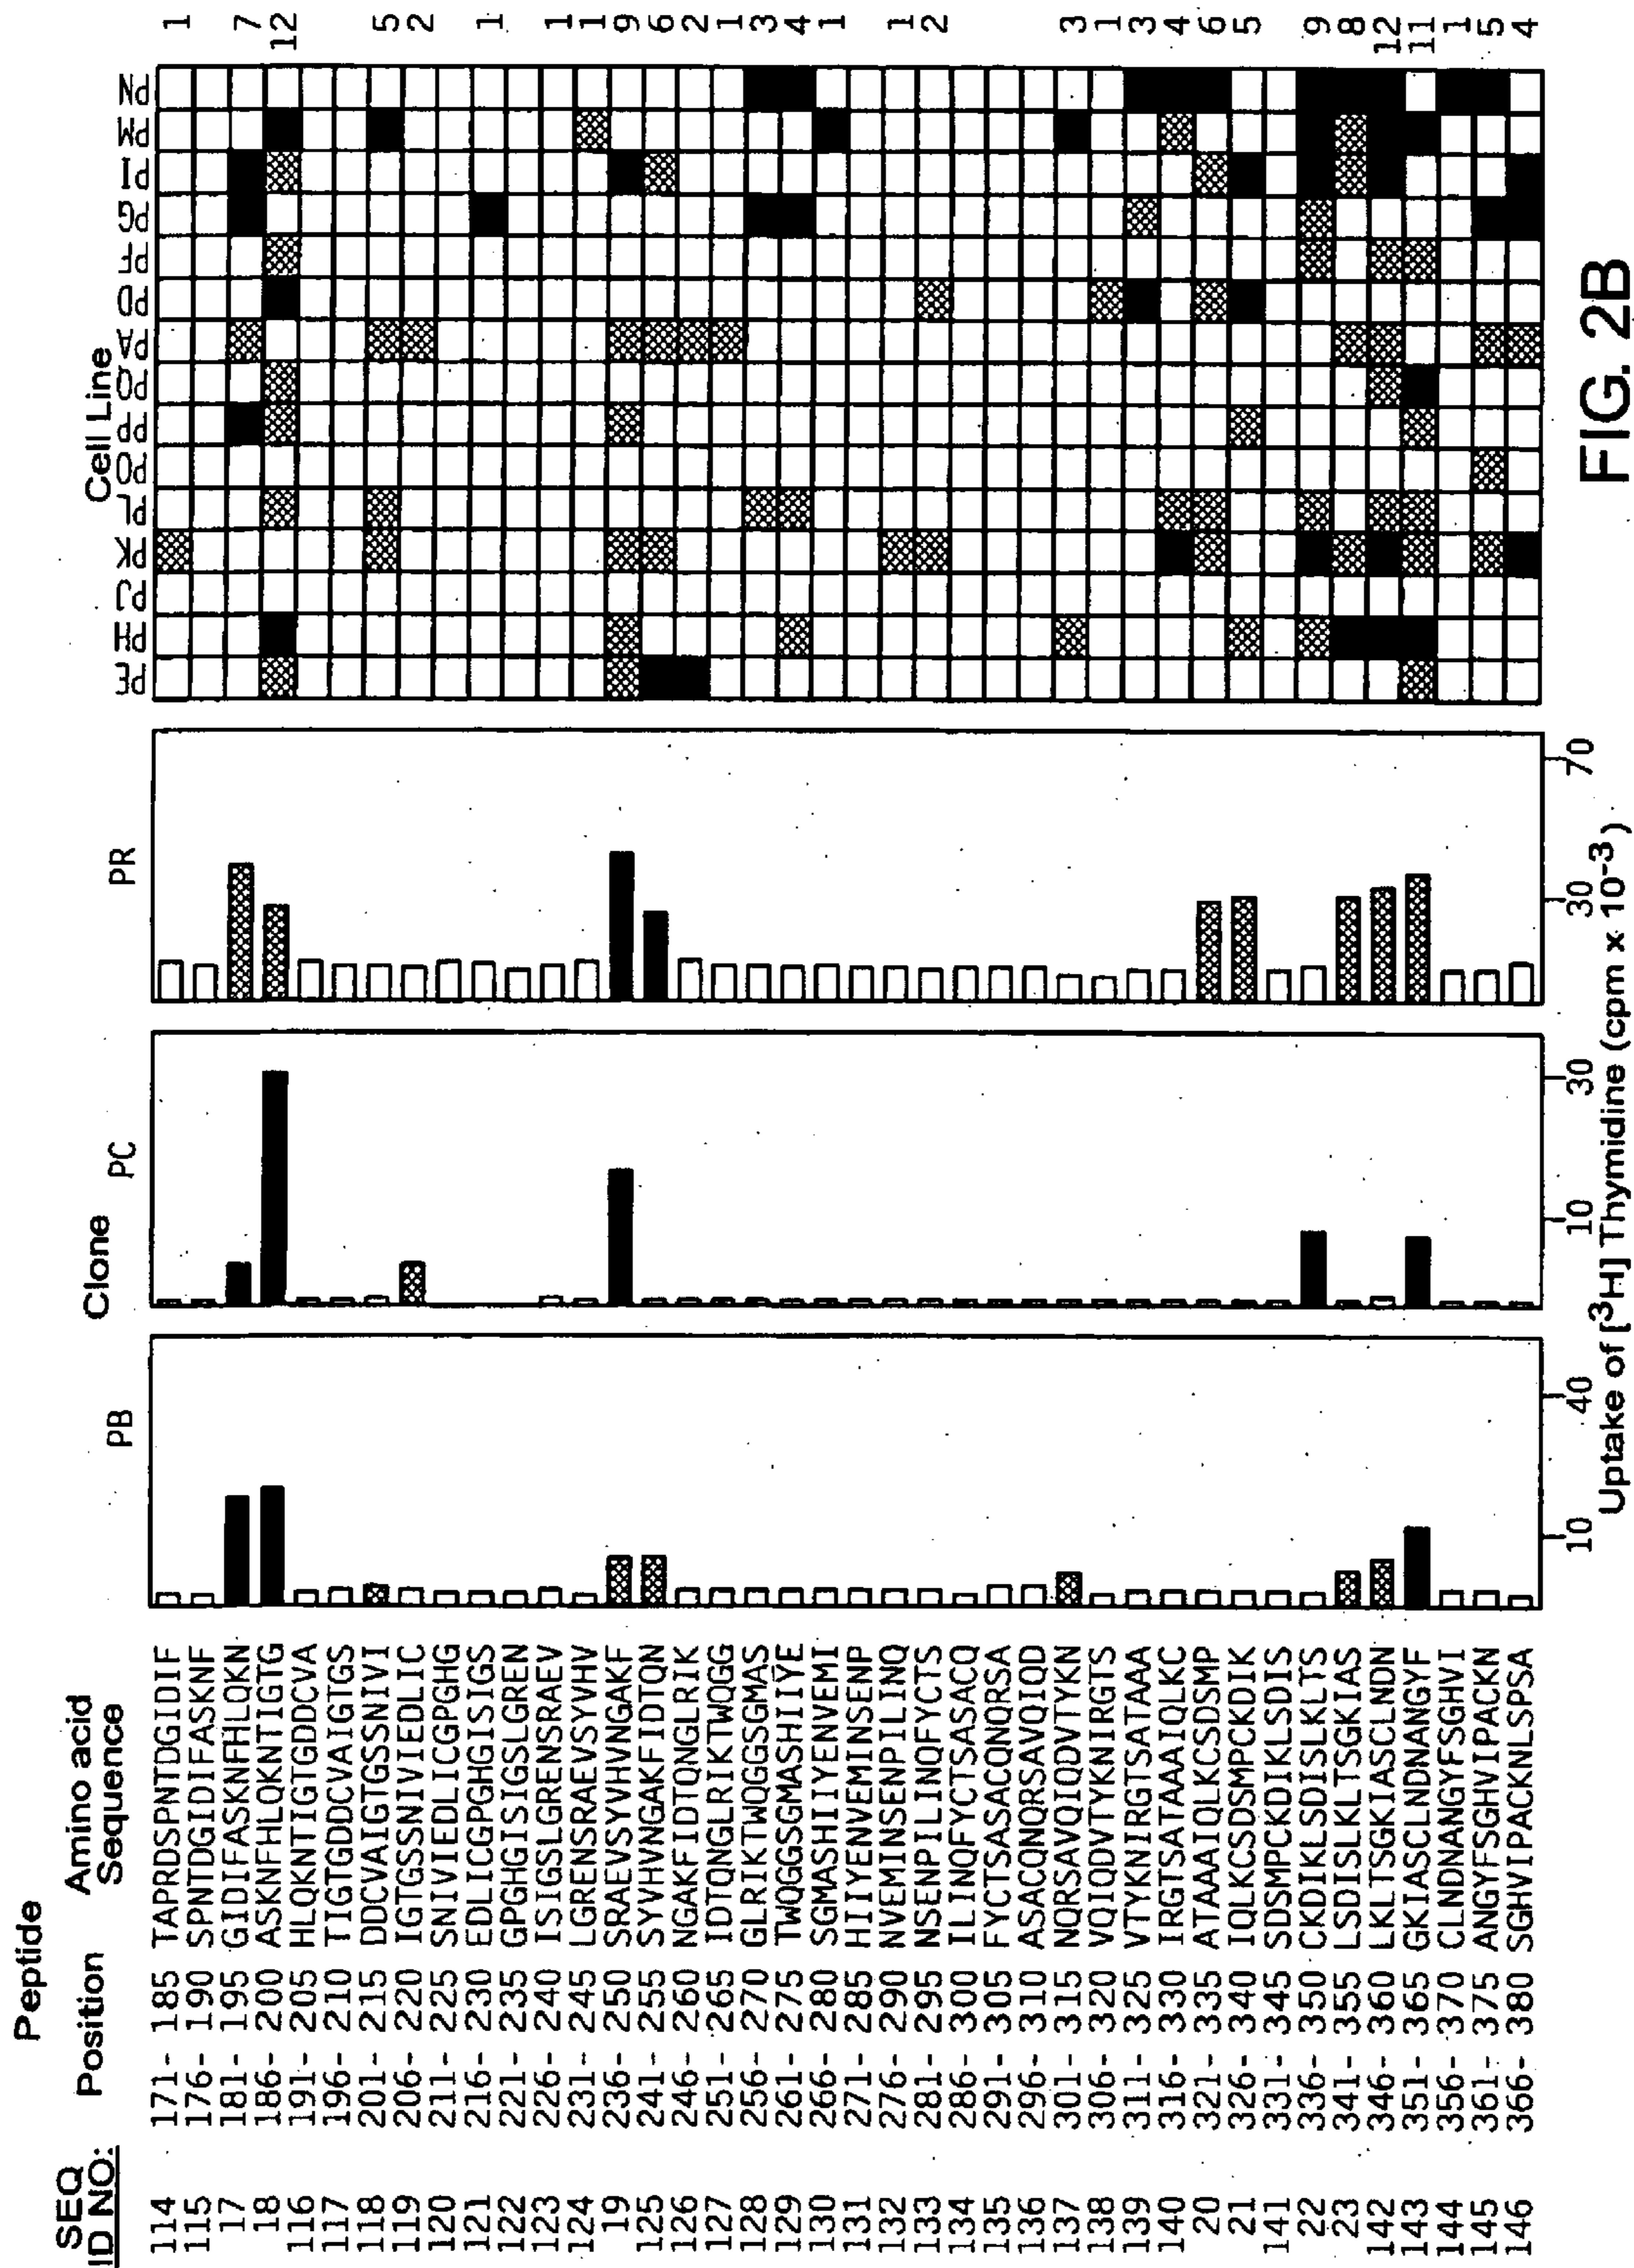 Peptide
SEQ ID NO: Position Amino acid Sequence Clone Cell Line
PB PC PR PE PH PJ PK PL PO PP PQ PA PD PF PG PI PM PN
114 171- 185 TAPRDSPNTDGIDIF 1
115 176- 190 SPNTDGIDIFASKNF
17 181- 195 GIDIFASKNFHLQKN 7
18 186- 200 ASKNFHLQKNTIGTG 12
116 191- 205 HLQKNTIGTGDDCVA
117 196- 210 TIGTGDDCVAIGTGS
118 201- 215 DDCVAIGTGSSNIVI 5
119 206- 220 IGTGSSNIVIEDLIC 2
120 211- 225 SNIVIEDLICGPGHG
121 216- 230 EDLICGPGHGISIGS 1
122 221- 235 GPGHGISIGSLGREN
123 226- 240 ISIGSLGRENSRAEV 1
124 231- 245 LGRENSRAEVSYVHV 1
19 236- 250 SRAEVSYVHVNGAKF 9
125 241- 255 SYVHVNGAKFIDTQN 6
126 246- 260 NGAKFIDTQNGLRIK 2
127 251- 265 IDTQNGLRIKTWQGG 1
128 256- 270 GLRIKTWQGGSGMAS 3
129 261- 275 TWQGGSGMASHIIYE 4
130 266- 280 SGMASHIIYENVEMI 1
131 271- 285 HIIYENVEMINSENP
132 276- 290 NVEMINSENPILINQ 1
133 281- 295 NSENPILINQFYCTS 2
134 286- 300 ILINQFYCTSASACQ
135 291- 305 FYCTSASACQNQRSA
136 296- 310 ASACQNQRSAVQIQD
137 301- 315 NQRSAVQIQDVTYKN 3
138 306- 320 VQIQDVTYKNIRGTS 1
139 311- 325 VTYKNIRGTSATAAA 3
140 316- 330 IRGTSATAAAIQLKC 4
20 321- 335 ATAAAIQLKCSDSMP 6
21 326- 340 IQLKCSDSMPCKDIK 5
141 331- 345 SDSMPCKDIKLSDIS
22 336- 350 CKDIKLSDISLKLTS 9
23 341- 355 LSDISLKLTSGKIAS 8
142 346- 360 LKLTSGKIASCLNDN 12
143 351- 365 GKIASCLNDNANGYF 11
144 356- 370 CLNDNANGYFSGHVI 1
145 361- 375 ANGYFSGHVIPACKN 5
146 366- 380 SGHVIPACKNLSPSA 4
10 40 10 30 30 70
Uptake of [³H] Thymidine (cpm x 10⁻³)
FIG. 2B